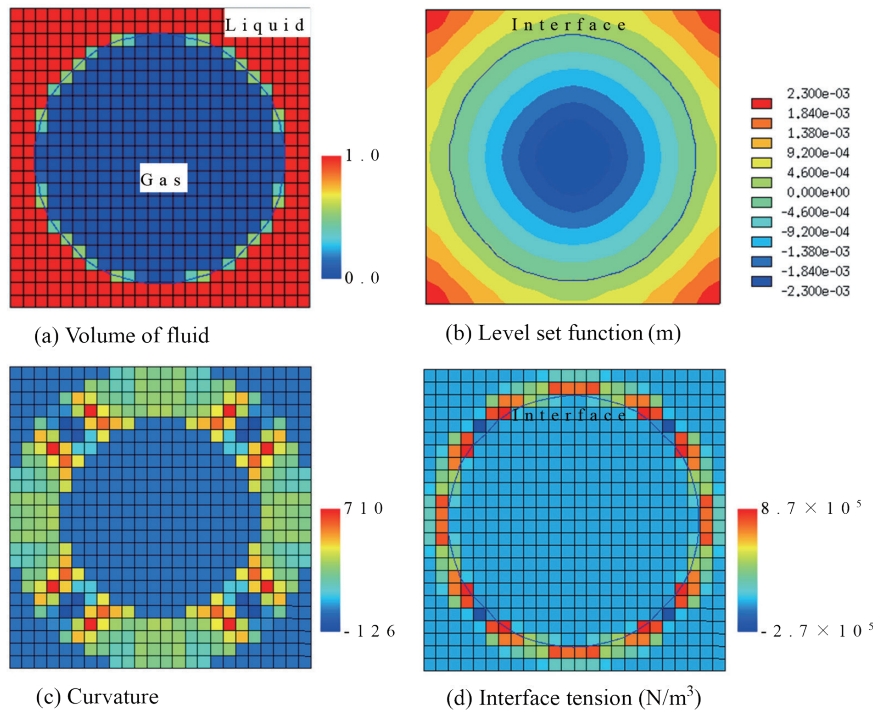 Liquid
Gas
1.0
0.0
(a) Volume of fluid
Interface
2.300e-03
1.840e-03
1.380e-03
9.200e-04
4.600e-04
0.000e+00
-4.600e-04
-9.200e-04
-1.380e-03
-1.840e-03
-2.300e-03
(b) Level set function (m)
710
-126
(c) Curvature
Interface
8.7 × 10⁵
-2.7 × 10⁵
(d) Interface tension (N/m³)